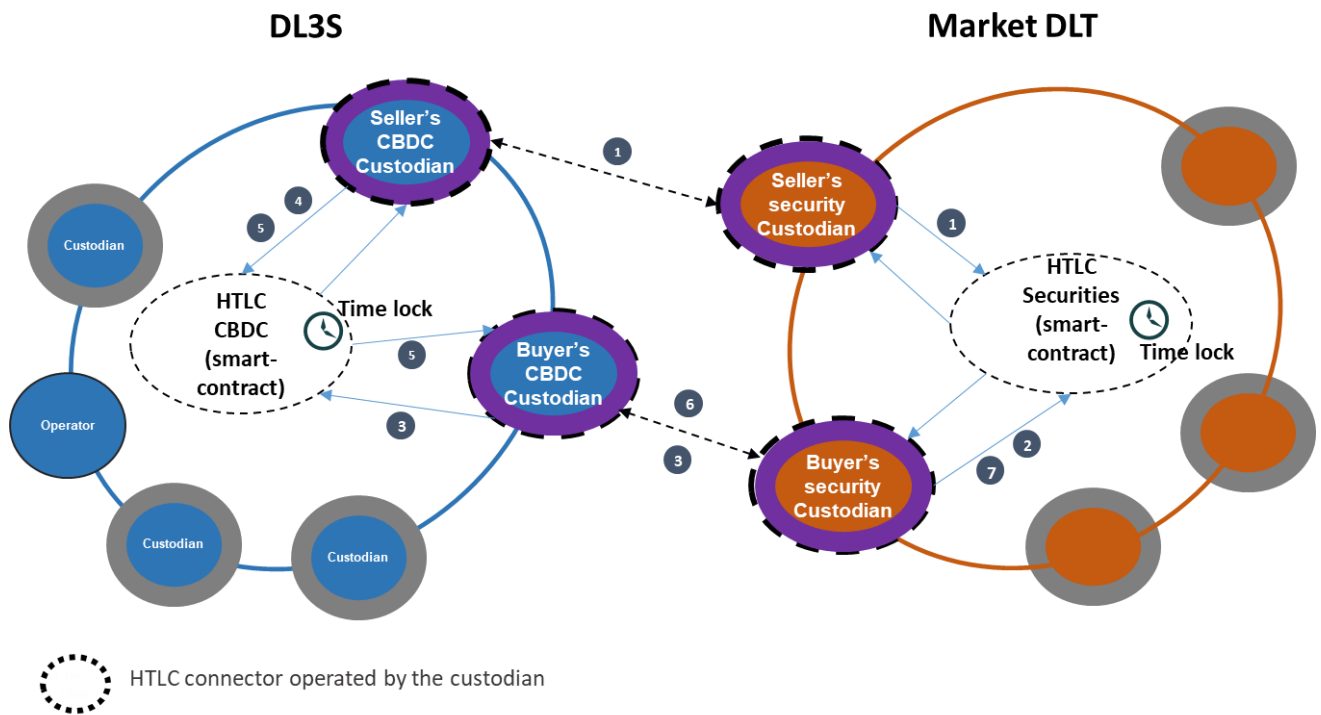 DL3S
Market DLT
Seller's
CBDC
Custodian
1
Seller's
security
Custodian
1
4
5
Custodian
HTLC
CBDC
(smart-
contract)
Time lock
5
HTLC
Securities
(smart-
contract)
Time lock
Buyer's
CBDC
Custodian
3
6
3
Operator
Buyer's
security
Custodian
2
7
Custodian
Custodian
HTLC connector operated by the custodian